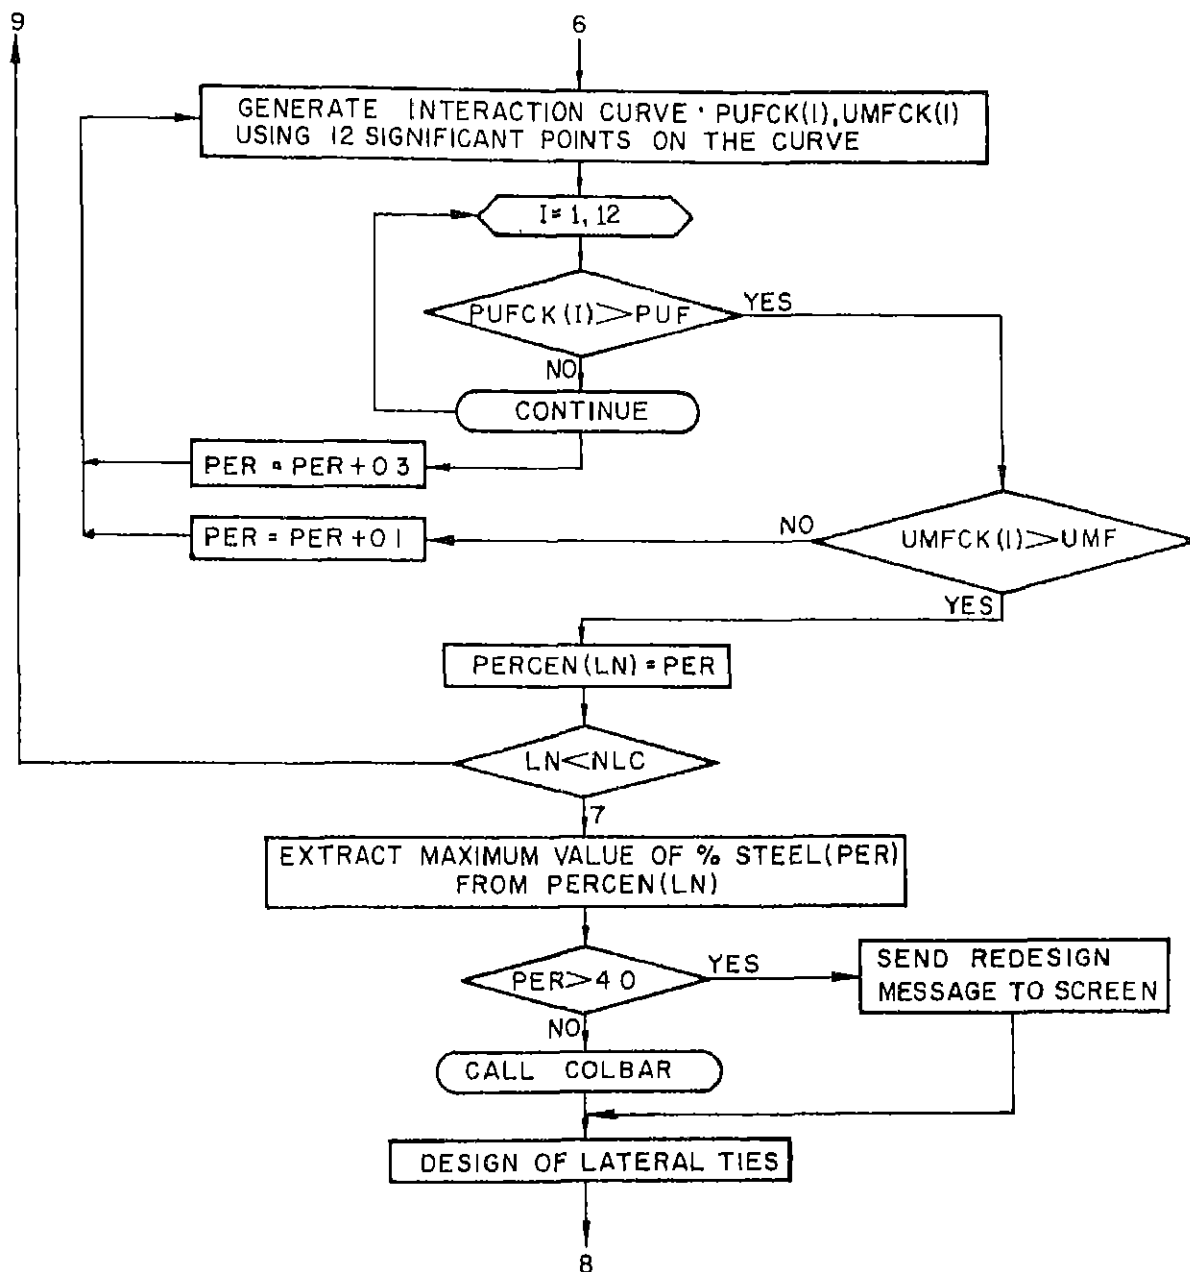 9
6
GENERATE INTERACTION CURVE · PUFCK(I),UMFCK(I)
USING 12 SIGNIFICANT POINTS ON THE CURVE
I = 1, 12
PUFCK(I)>PUF
YES
NO
CONTINUE
PER = PER + 0 3
PER = PER + 0 1
NO
UMFCK(I)>UMF
YES
PERCEN(LN) = PER
LN<NLC
7
EXTRACT MAXIMUM VALUE OF % STEEL(PER)
FROM PERCEN(LN)
PER>4 0
YES
SEND REDESIGN
MESSAGE TO SCREEN
NO
CALL COLBAR
DESIGN OF LATERAL TIES
8